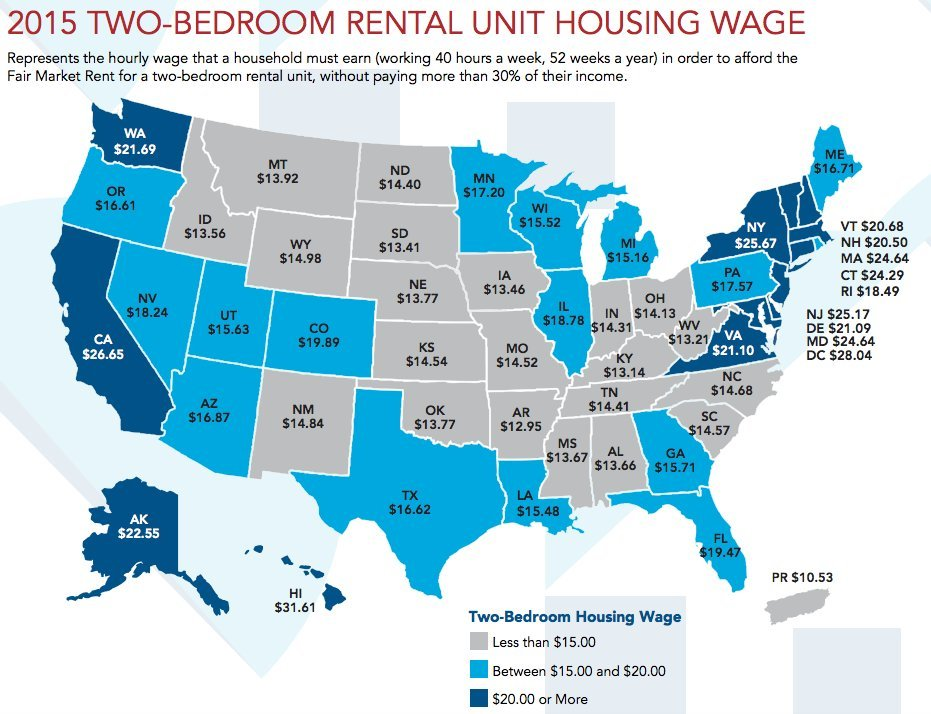 2015 TWO-BEDROOM RENTAL UNIT HOUSING WAGE
Represents the hourly wage that a household must earn (working 40 hours a week, 52 weeks a year) in order to afford the
Fair Market Rent for a two-bedroom rental unit, without paying more than 30% of their income.
WA
$21.69
OR
$16.61
CA
$26.65
NV
$18.24
ID
$13.56
MT
$13.92
WY
$14.98
UT
$15.63
CO
$19.89
AZ
$16.87
NM
$14.84
ND
$14.40
SD
$13.41
NE
$13.77
KS
$14.54
OK
$13.77
TX
$16.62
MN
$17.20
IA
$13.46
MO
$14.52
AR
$12.95
LA
$15.48
WI
$15.52
IL
$18.78
MI
$15.16
IN
$14.31
OH
$14.13
KY
$13.14
TN
$14.41
MS
$13.67
AL
$13.66
GA
$15.71
FL
$19.47
SC
$14.57
NC
$14.68
WV
$13.21
VA
$21.10
PA
$17.57
NY
$25.67
ME
$16.71
VT $20.68
NH $20.50
MA $24.64
CT $24.29
RI $18.49
NJ $25.17
DE $21.09
MD $24.64
DC $28.04
AK
$22.55
HI
$31.61
PR $10.53
Two-Bedroom Housing Wage
Less than $15.00
Between $15.00 and $20.00
$20.00 or More